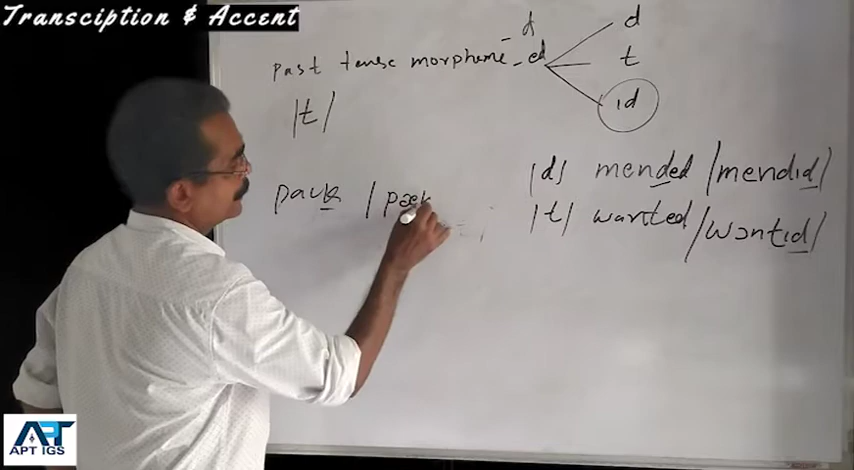 Transciption & Accent
-d
past tense morpheme -ed
d
t
id
|t|
pack /pæk
|d| mended /mendid/
|t| wanted /wɔntid/
APT IGS